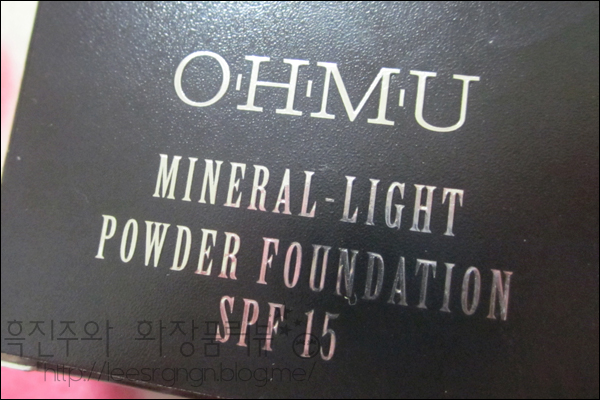 O·H·M·U
MINERAL-LIGHT
POWDER FOUNDATION
SPF 15
흑진주와 화장품리뷰
http://leesrgngn.blog.me/